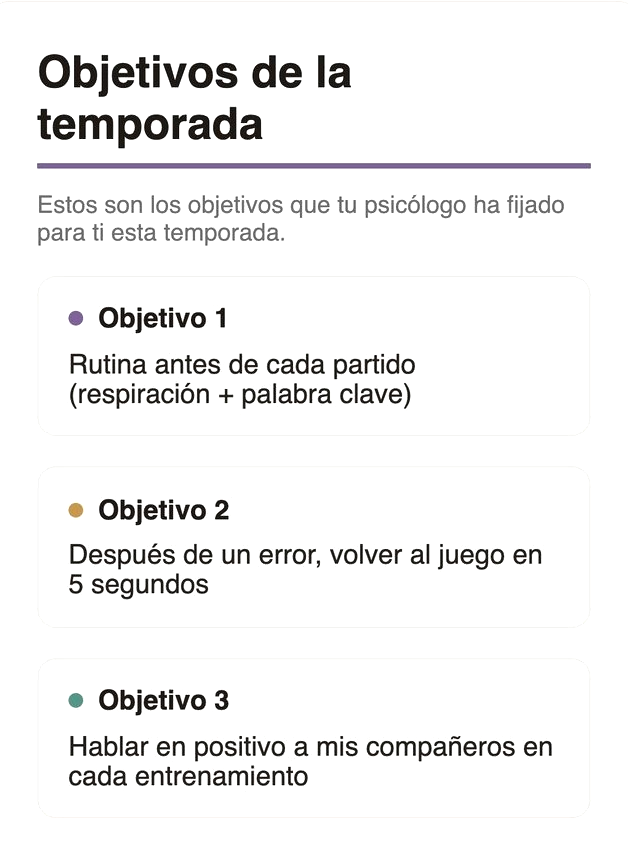 Objetivos de la
temporada
Estos son los objetivos que tu psicólogo ha fijado
para ti esta temporada.
Objetivo 1
Rutina antes de cada partido
(respiración + palabra clave)
Objetivo 2
Después de un error, volver al juego en
5 segundos
Objetivo 3
Hablar en positivo a mis compañeros en
cada entrenamiento